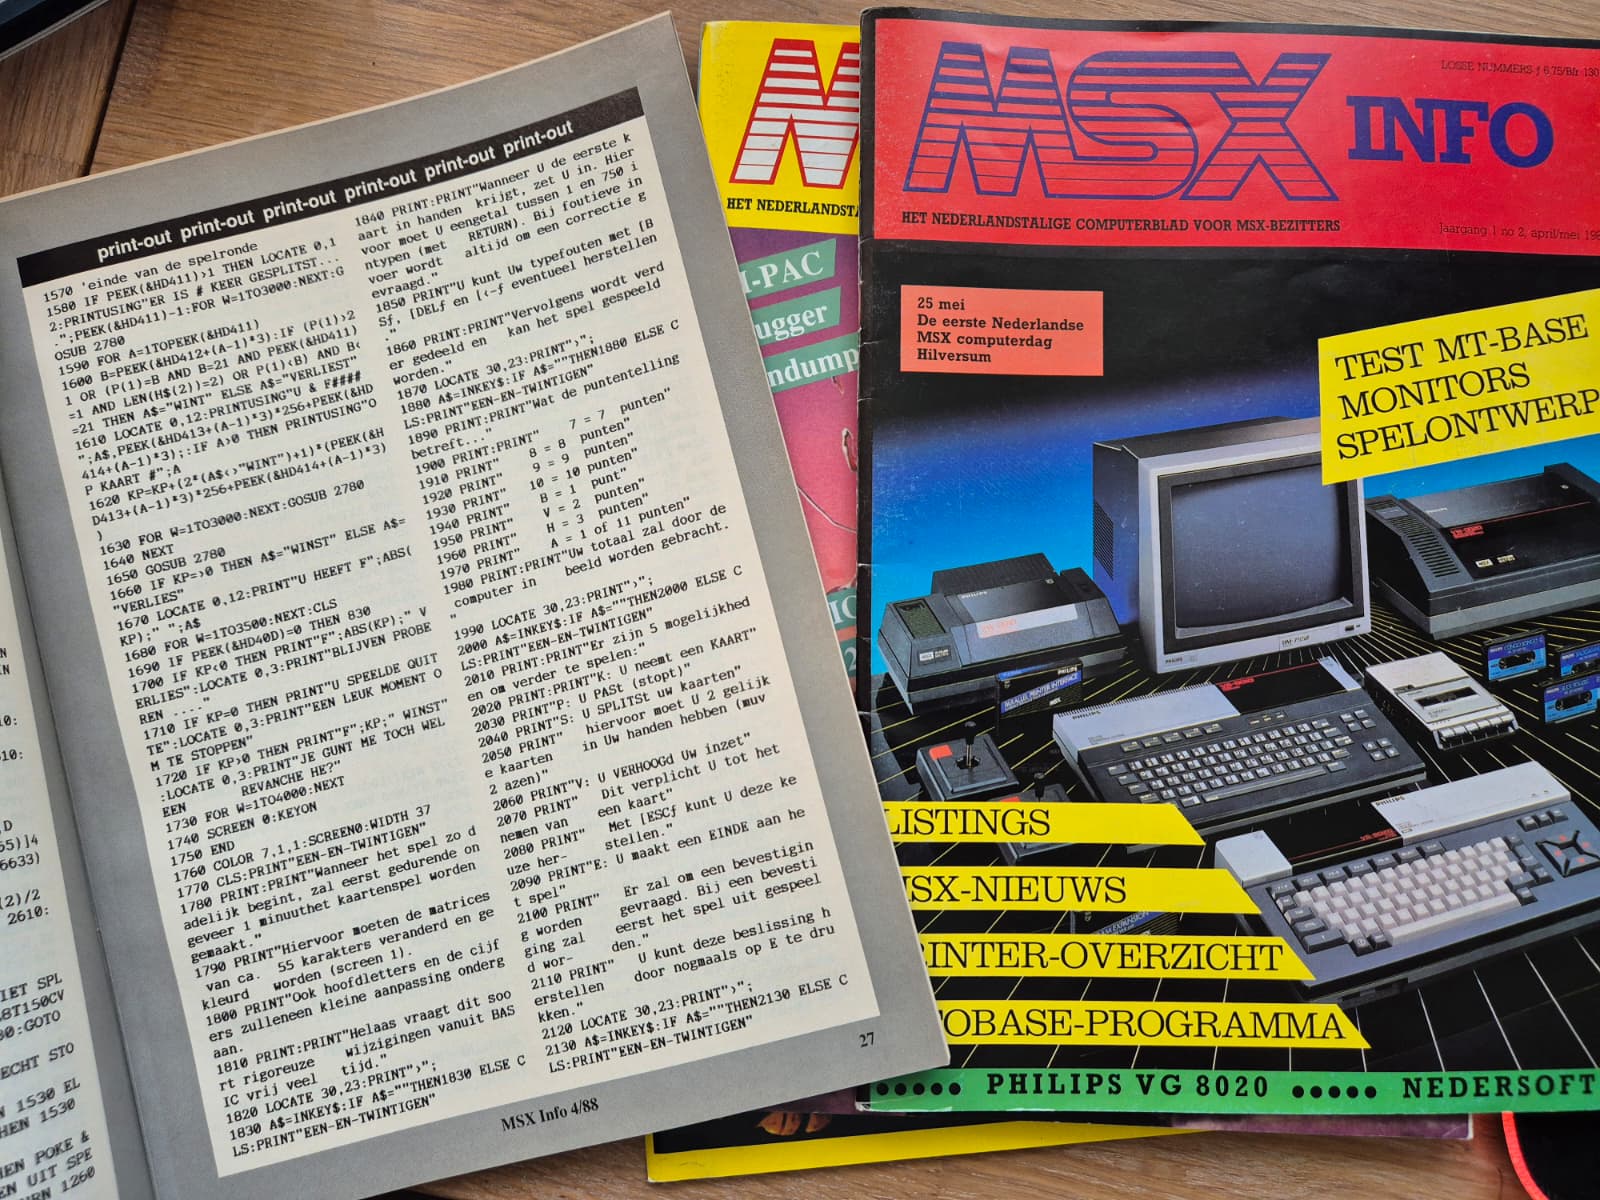 print-out print-out print-out print-out print-out print-out
1570 'einde van de spelronde
1580 IF PEEK(&HD411)>1 THEN LOCATE 0,1
2:PRINTUSING"ER IS # KEER GESPLITST...
.";PEEK(&HD411)-1:FOR W=1TO3000:NEXT:G
OSUB 2780
1590 FOR A=1TOPEEK(&HD411)
1600 B=PEEK(&HD412+(A-1)*3):IF (P(1)>2
1 OR (P(1)=B AND B=21 AND PEEK(&HD411)
=1 AND LEN(H$(2))=2) OR P(1)<B) AND B<
=21 THEN A$="WINT" ELSE A$="VERLIEST"
1610 LOCATE 0,12:PRINTUSING"U & F####
";A$,PEEK(&HD413+(A-1)*3)*256+PEEK(&HD
414+(A-1)*3);:IF A>0 THEN PRINTUSING"O
P KAART #";A
1620 KP=KP+(2*(A$<>"WINT")+1)*(PEEK(&H
D413+(A-1)*3)*256+PEEK(&HD414+(A-1)*3)
)
1630 FOR W=1TO3000:NEXT:GOSUB 2780
1640 NEXT
1650 GOSUB 2780
1660 IF KP=>0 THEN A$="WINST" ELSE A$=
"VERLIES"
1670 LOCATE 0,12:PRINT"U HEEFT F";ABS(
KP);" ";A$
1680 FOR W=1TO3500:NEXT:CLS
1690 IF PEEK(&HD40D)=0 THEN 830
1700 IF KP<0 THEN PRINT"F";ABS(KP);" V
ERLIES":LOCATE 0,3:PRINT"BLIJVEN PROBE
REN ...."
1710 IF KP=0 THEN PRINT"U SPEELDE QUIT
TE":LOCATE 0,3:PRINT"EEN LEUK MOMENT O
M TE STOPPEN"
1720 IF KP>0 THEN PRINT"F";KP;" WINST"
:LOCATE 0,3:PRINT"JE GUNT ME TOCH WEL
EEN REVANCHE HE?"
1730 FOR W=1TO4000:NEXT
1740 SCREEN 0:KEYON
1750 END
1760 COLOR 7,1,1:SCREEN0:WIDTH 37
1770 CLS:PRINT"EEN-EN-TWINTIGEN"
1780 PRINT:PRINT"Wanneer het spel zo d
adelijk begint, zal eerst gedurende on
geveer 1 minuuthet kaartenspel worden
gemaakt."
1790 PRINT"Hiervoor moeten de matrices
van ca. 55 karakters veranderd en ge
kleurd worden (screen 1).
1800 PRINT"Ook hoofdletters en de cijf
ers zulleneen kleine aanpassing onderg
aan.
1810 PRINT:PRINT"Helaas vraagt dit soo
rt rigoreuze wijzigingen vanuit BAS
IC vrij veel tijd."
1820 LOCATE 30,23:PRINT">";
1830 A$=INKEY$:IF A$=""THEN1830 ELSE C
LS:PRINT"EEN-EN-TWINTIGEN"
1840 PRINT:PRINT"Wanneer U de eerste k
aart in handen krijgt, zet U in. Hier
voor moet U eengetal tussen 1 en 750 i
ntypen (met RETURN). Bij foutieve in
voer wordt altijd om een correctie g
evraagd."
1850 PRINT"U kunt Uw typefouten met [B
Sf, [DELf en [<-f eventueel herstellen
."
1860 PRINT:PRINT"Vervolgens wordt verd
er gedeeld en kan het spel gespeeld
worden."
1870 LOCATE 30,23:PRINT">";
1880 A$=INKEY$:IF A$=""THEN1880 ELSE C
LS:PRINT"EEN-EN-TWINTIGEN"
1890 PRINT:PRINT"Wat de puntentelling
betreft..."
1900 PRINT:PRINT" 7 = 7 punten"
1910 PRINT" 8 = 8 punten"
1920 PRINT" 9 = 9 punten"
1930 PRINT" 10 = 10 punten"
1940 PRINT" B = 1 punt"
1950 PRINT" V = 2 punten"
1960 PRINT" H = 3 punten"
1970 PRINT" A = 1 of 11 punten"
1980 PRINT:PRINT"Uw totaal zal door de
computer in beeld worden gebracht.
"
1990 LOCATE 30,23:PRINT">";
2000 A$=INKEY$:IF A$=""THEN2000 ELSE C
LS:PRINT"EEN-EN-TWINTIGEN"
2010 PRINT:PRINT"Er zijn 5 mogelijkhed
en om verder te spelen:"
2020 PRINT:PRINT"K: U neemt een KAART"
2030 PRINT"P: U PASt (stopt)"
2040 PRINT"S: U SPLITSt uw kaarten"
2050 PRINT" hiervoor moet U 2 gelijk
e kaarten in Uw handen hebben (muv
2 azen)"
2060 PRINT"V: U VERHOOGd Uw inzet"
2070 PRINT" Dit verplicht U tot het
nemen van een kaart"
2080 PRINT" Met [ESCf kunt U deze ke
uze her- stellen."
2090 PRINT"E: U maakt een EINDE aan he
t spel"
2100 PRINT" Er zal om een bevestigin
g worden gevraagd. Bij een bevesti
ging zal eerst het spel uit gespeel
d wor- den."
2110 PRINT" U kunt deze beslissing h
erstellen door nogmaals op E te dru
kken."
2120 LOCATE 30,23:PRINT">";
2130 A$=INKEY$:IF A$=""THEN2130 ELSE C
LS:PRINT"EEN-EN-TWINTIGEN"
27
MSX Info 4/88
HET NEDERLANDSTA
-PAC
ugger
ndump
MSX INFO
LOSSE NUMMERS ƒ 6,75/Bfr 130
HET NEDERLANDSTALIGE COMPUTERBLAD VOOR MSX-BEZITTERS
Jaargang 1 no 2, april/mei 198
25 mei
De eerste Nederlandse
MSX computerdag
Hilversum
TEST MT-BASE
MONITORS
SPELONTWERP
LISTINGS
MSX-NIEUWS
RINTER-OVERZICHT
TOBASE-PROGRAMMA
PHILIPS VG 8020
NEDERSOFT
PHILIPS
PARALLEL PRINTER INTERFACE